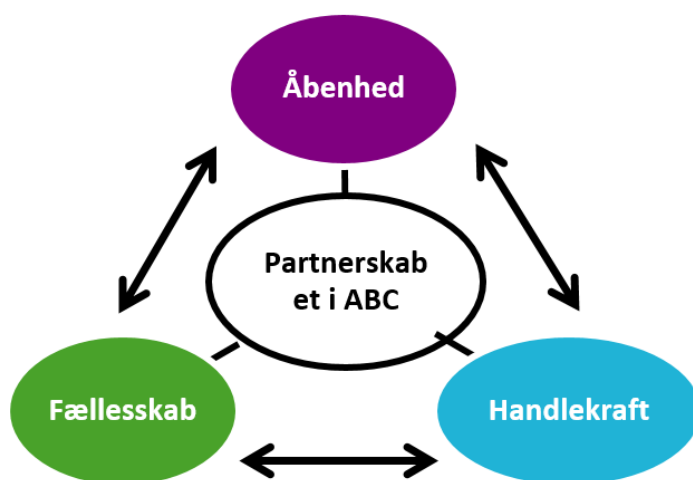 Åbenhed
Partnerskab
et i ABC
Fællesskab
Handlekraft